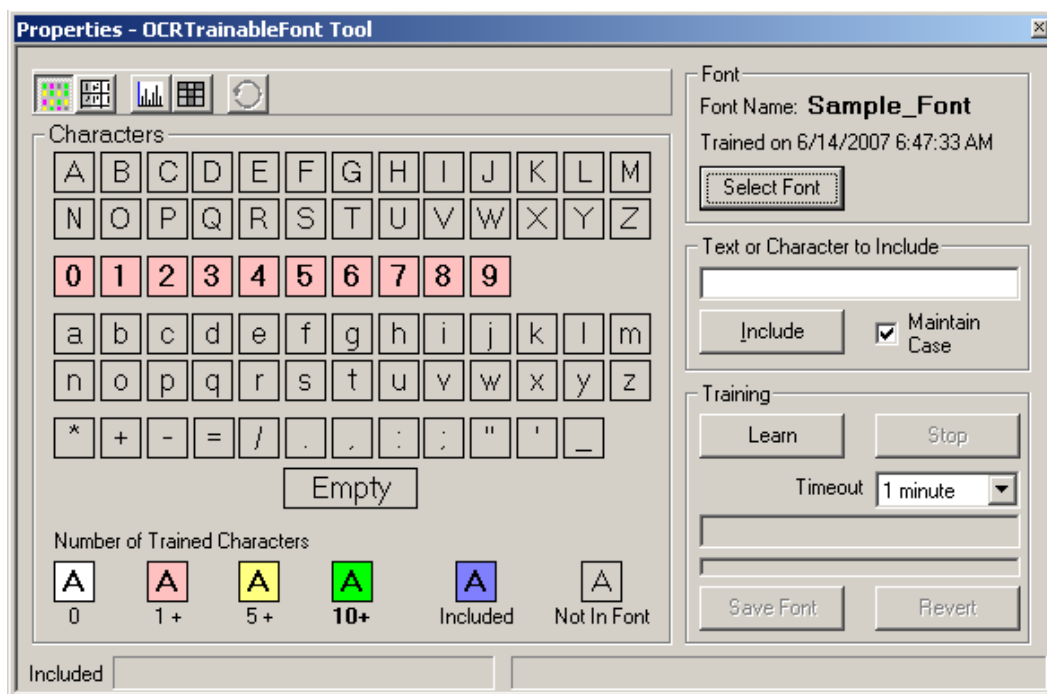 Properties - OCRTrainableFont Tool
Characters
A B C D E F G H I J K L M
N O P Q R S T U V W X Y Z
0 1 2 3 4 5 6 7 8 9
a b c d e f g h i j k l m
n o p q r s t u v w x y z
* + - = / . , : ; " ' _
Empty
Number of Trained Characters
A A A A A A
0 1 + 5 + 10+ Included Not In Font
Font
Font Name: Sample_Font
Trained on 6/14/2007 6:47:33 AM
Select Font
Text or Character to Include
Include
Maintain
Case
Training
Learn Stop
Timeout 1 minute
Save Font Revert
Included